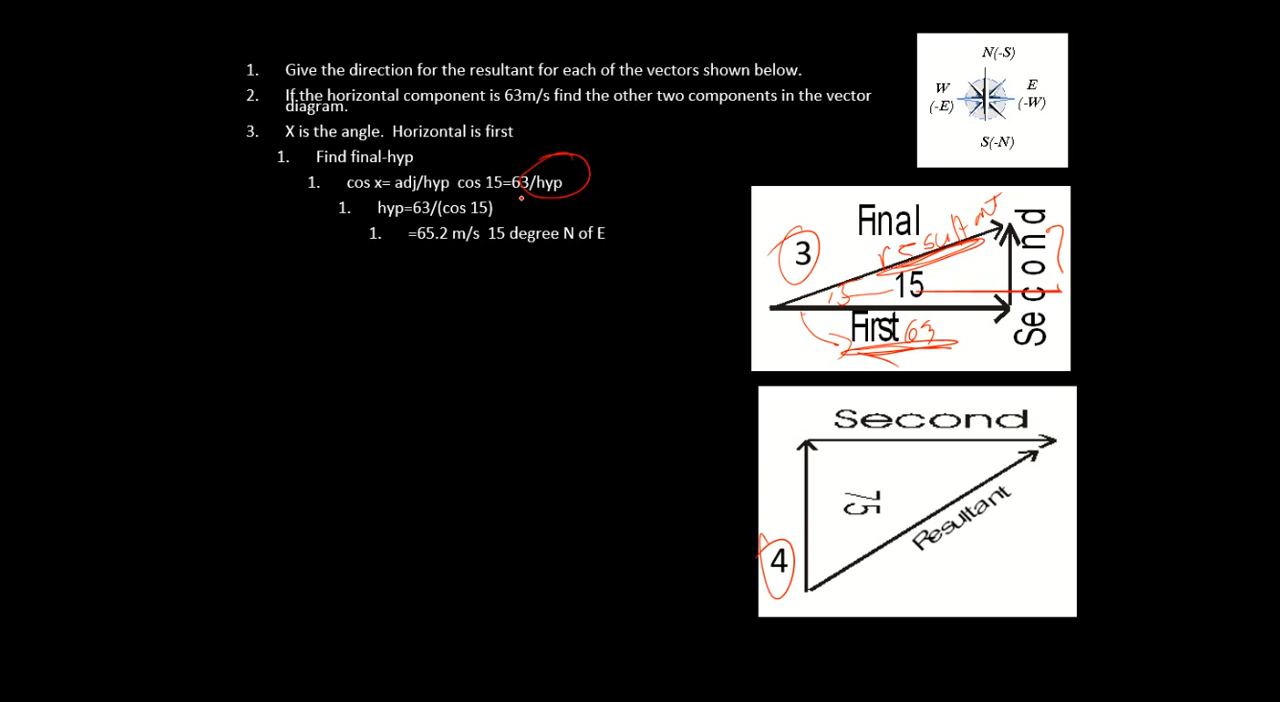 1. Give the direction for the resultant for each of the vectors shown below.
2. If the horizontal component is 63m/s find the other two components in the vector
diagram.
3. X is the angle. Horizontal is first
1. Find final-hyp
1. cos x= adj/hyp cos 15=63/hyp
1. hyp=63/(cos 15)
1. =65.2 m/s 15 degree N of E
N(-S)
W
(-E)
E
(-W)
S(-N)
Final
resultant
3
15
15
First 63
Second
?
Second
75
Resultant
4